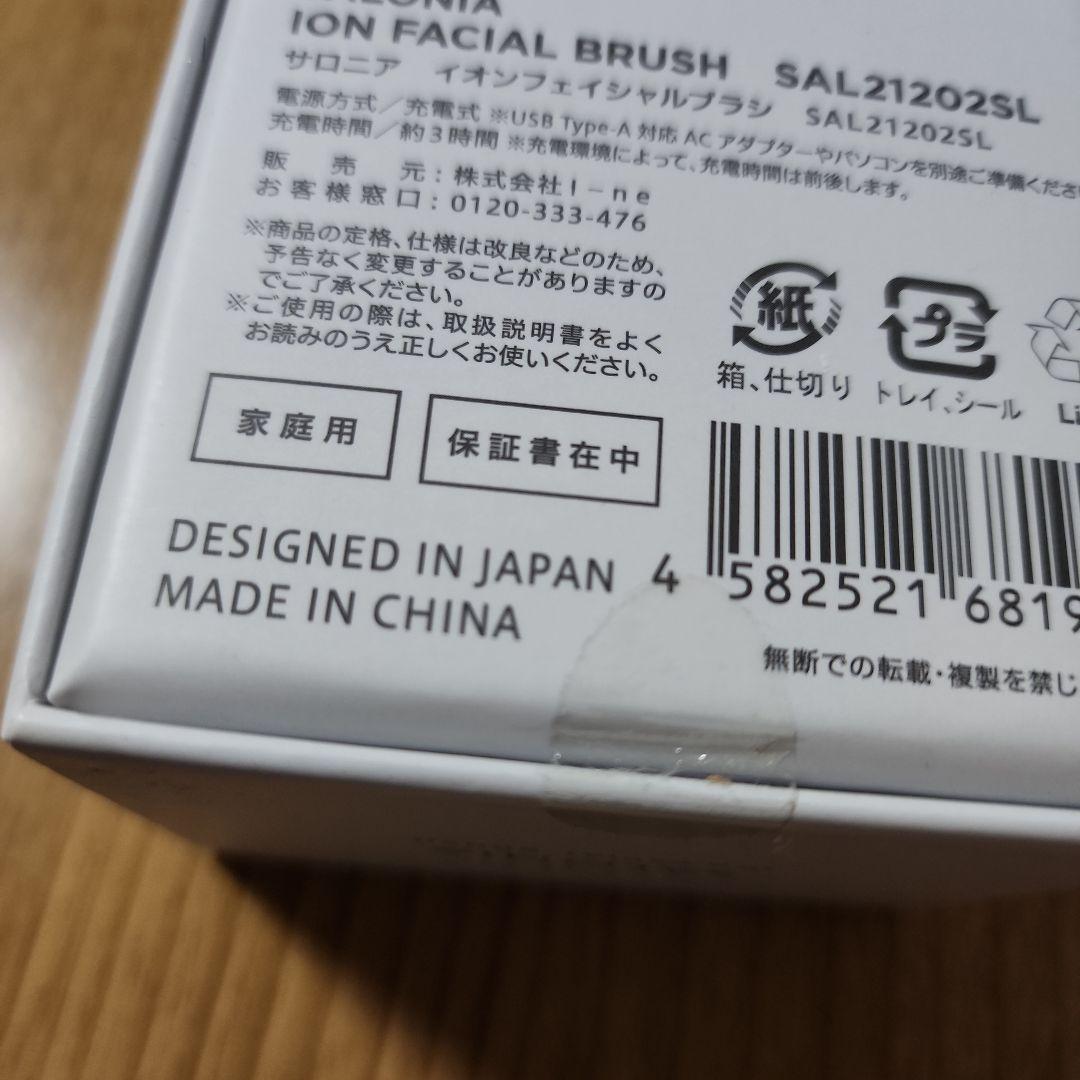 ION FACIAL BRUSH SAL21202SL
サロニア イオンフェイシャルブラシ SAL21202SL
電源方式／充電式 ※USB Type-A 対応 AC アダプターやパソコンを別途ご準備くださ
充電時間／約3時間 ※充電環境によって、充電時間は前後します。
販売元：株式会社I-ne
お客様窓口：0120-333-476
※商品の定格、仕様は改良などのため、
予告なく変更することがありますの
でご了承ください。
※ご使用の際は、取扱説明書をよく
お読みのうえ正しくお使いください。
紙
箱、仕切り
プラ
トレイ、シール
Li
家庭用
保証書在中
DESIGNED IN JAPAN
MADE IN CHINA
4 582521 6819
無断での転載・複製を禁じ